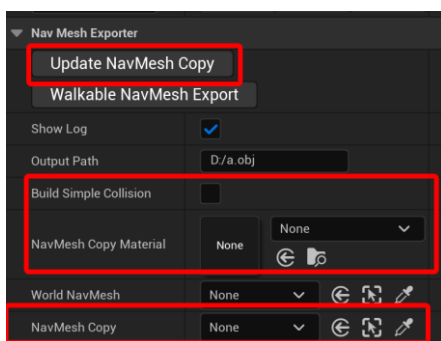 Nav Mesh Exporter
Update NavMesh Copy
Walkable NavMesh Export
Show Log
Output Path D:/a.obj
Build Simple Collision
NavMesh Copy Material None None
World NavMesh None
NavMesh Copy None